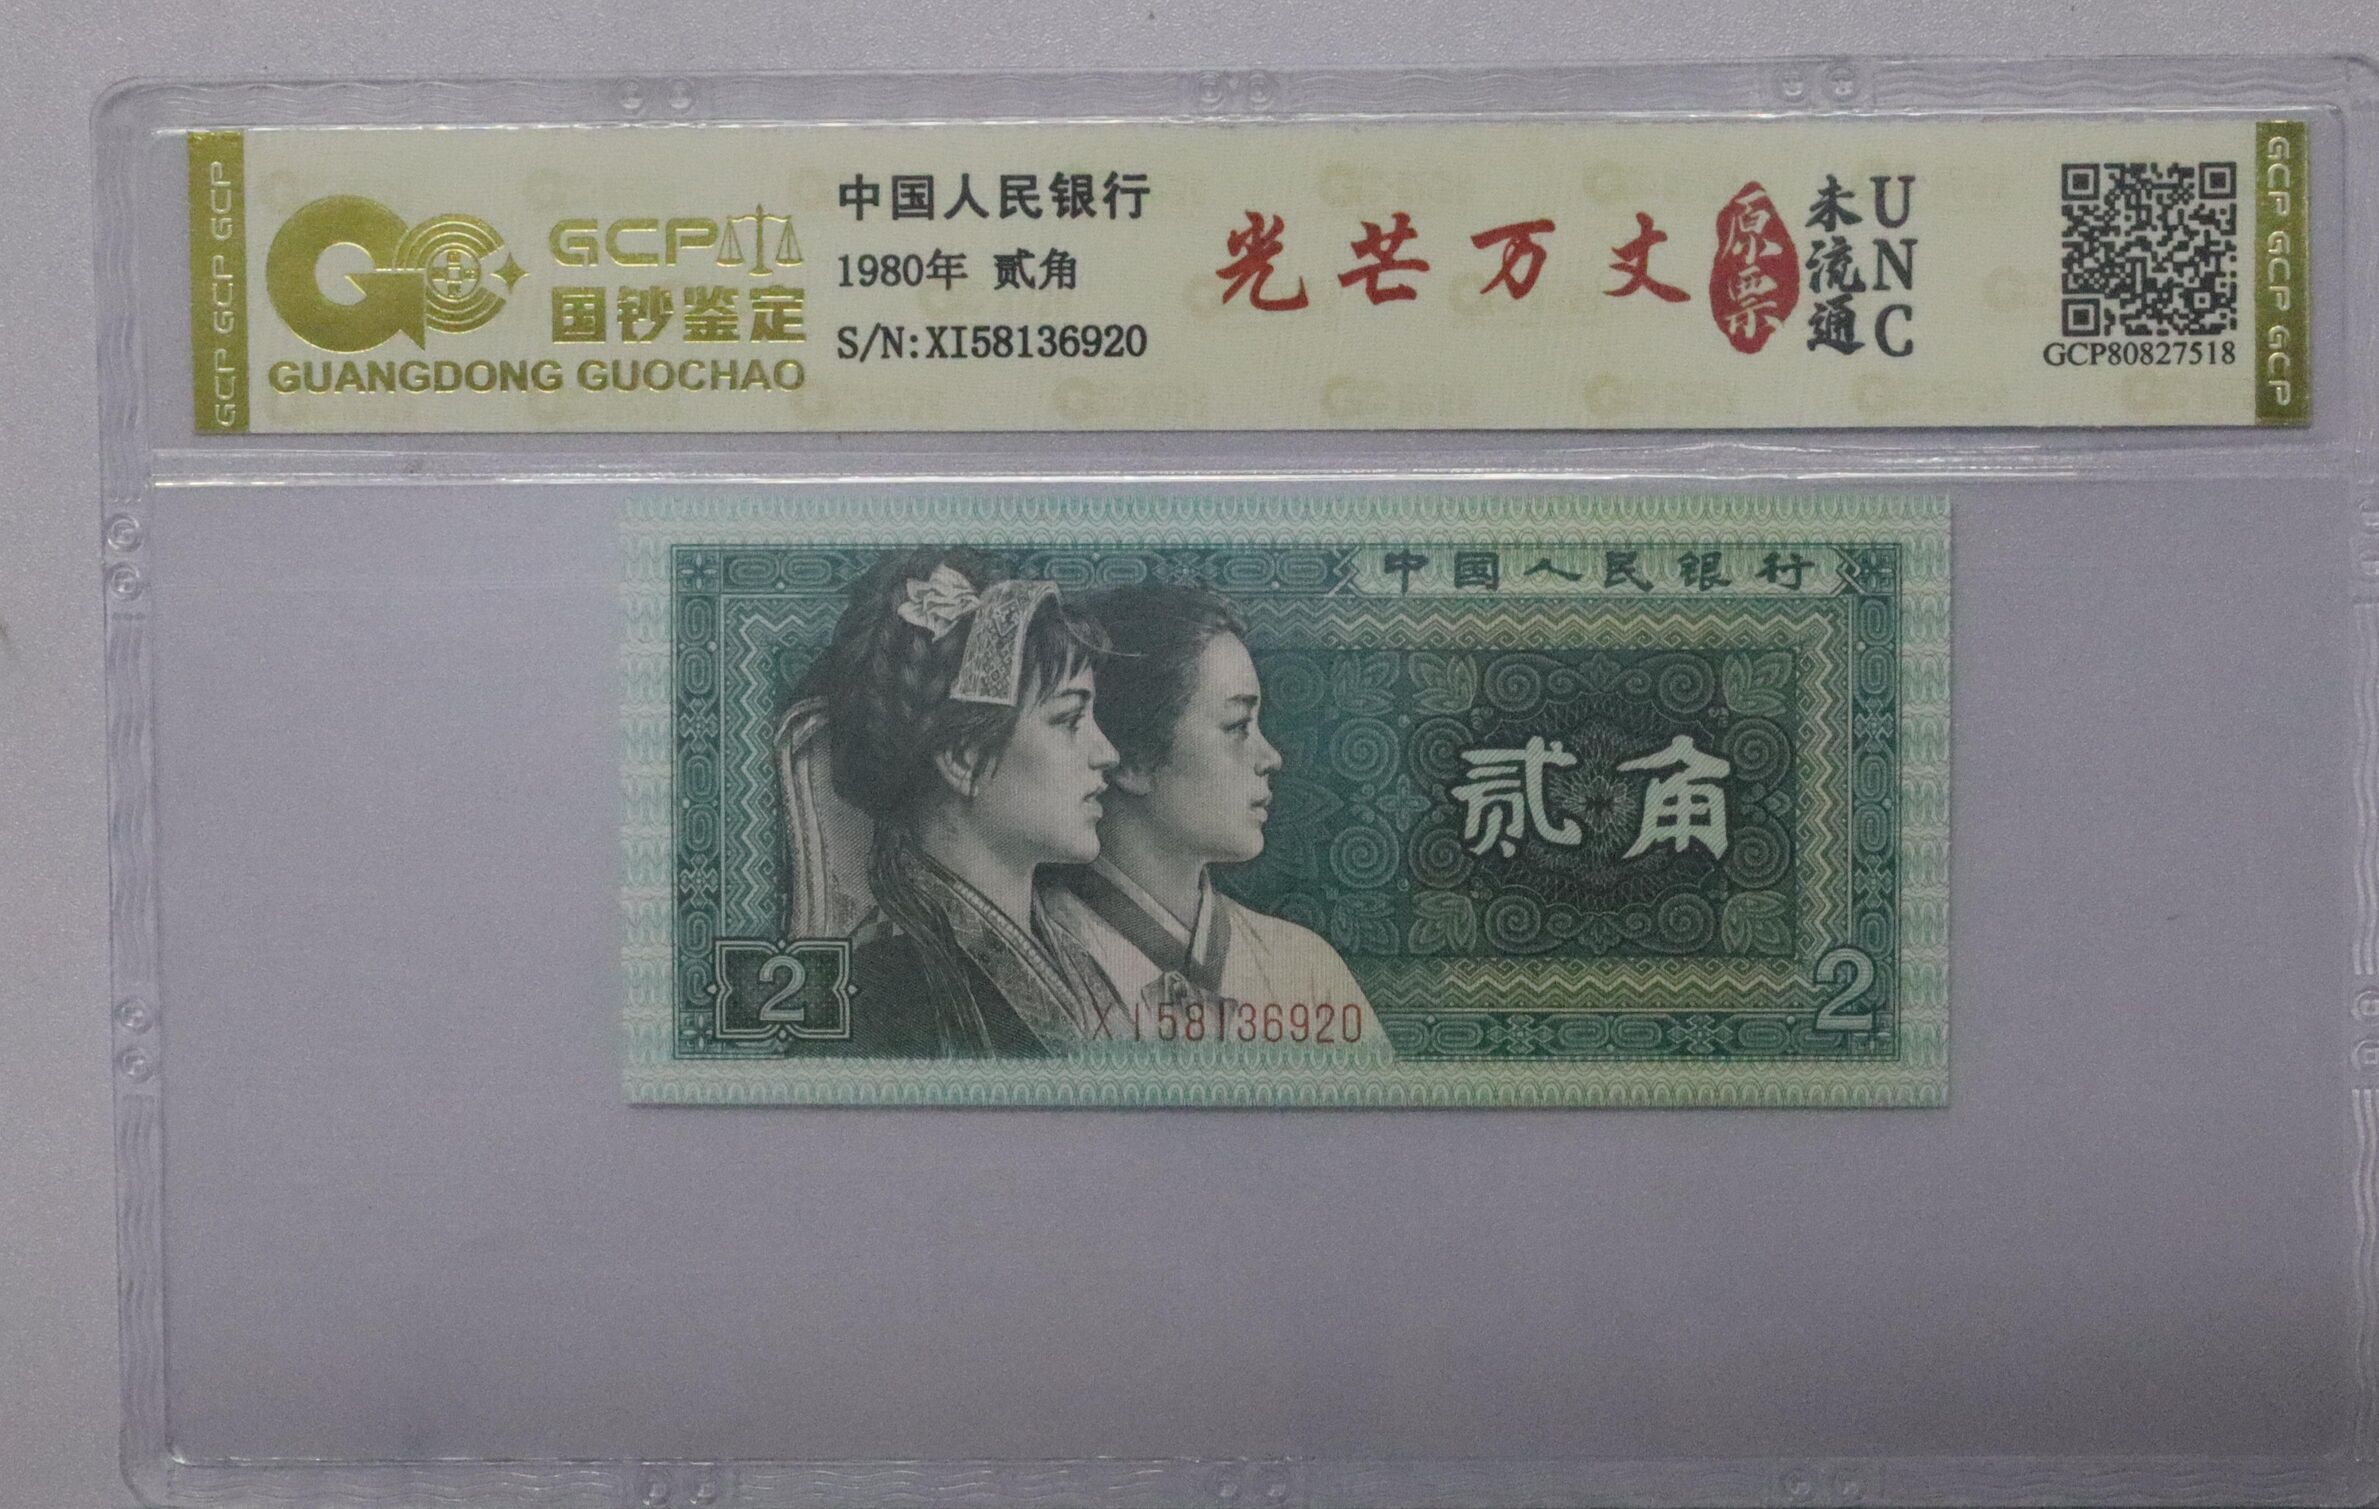 GCP GCP GCP
GCP
国钞鉴定
GUANGDONG GUOCHAO
中国人民银行
1980年 贰角
S/N:XI58136920
光芒万丈
原票
未流通
UNC
GCP80827518
GCP GCP GCP
中国人民银行
贰角
2
XI58136920
2